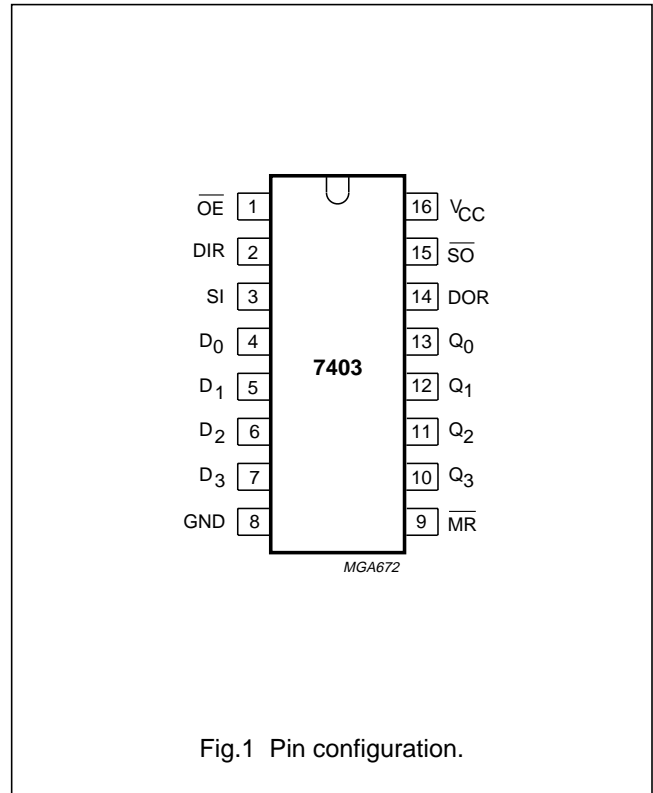 OE 1 16 VCC
DIR 2 15 SO
SI 3 14 DOR
D0 4 13 Q0
7403
D1 5 12 Q1
D2 6 11 Q2
D3 7 10 Q3
GND 8 9 MR
MGA672
Fig.1 Pin configuration.